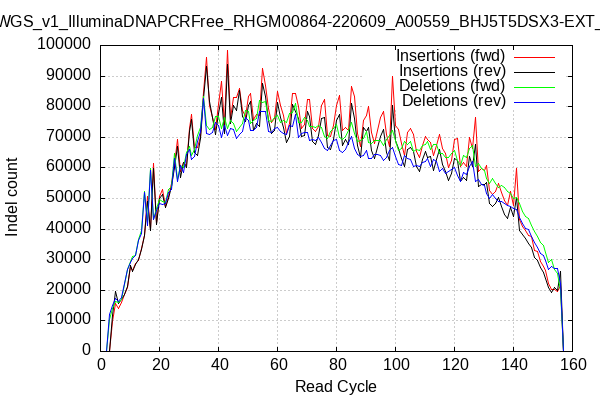 WGS_v1_IlluminaDNAPCRFree_RHGM00864-220609_A00559_BHJ5T5DSX3-EXT_
100000
90000
80000
70000
60000
50000
40000
30000
20000
10000
0
Indel count
Insertions (fwd)
Insertions (rev)
Deletions (fwd)
Deletions (rev)
0 20 40 60 80 100 120 140 160
Read Cycle